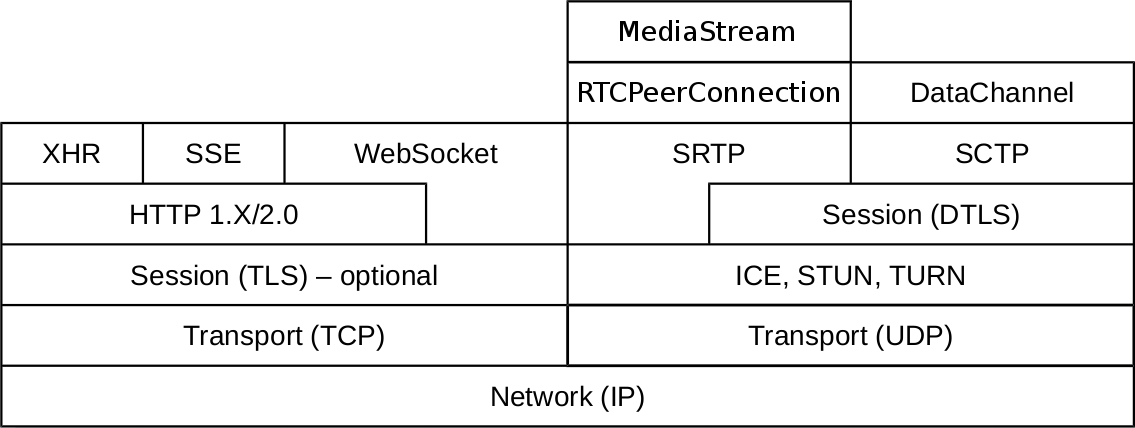 MediaStream
RTCPeerConnection
DataChannel
XHR
SSE
WebSocket
SRTP
SCTP
HTTP 1.X/2.0
Session (DTLS)
Session (TLS) – optional
ICE, STUN, TURN
Transport (TCP)
Transport (UDP)
Network (IP)